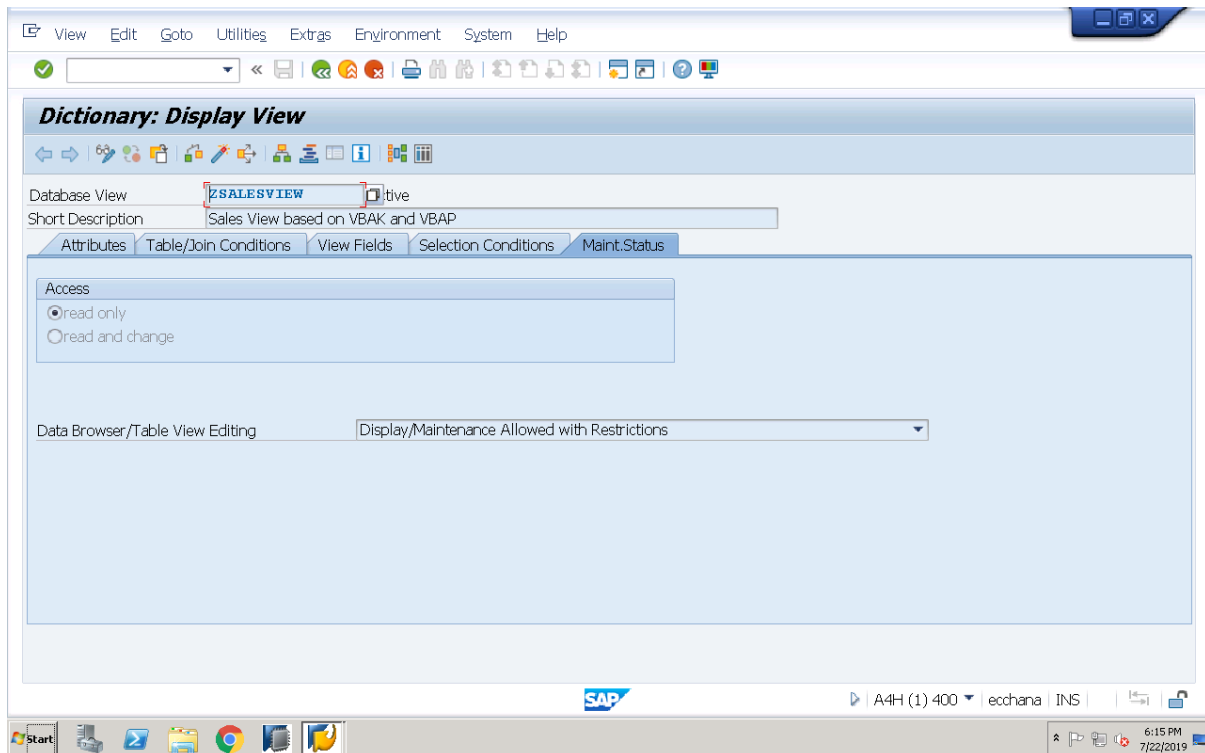 View Edit Goto Utilities Extras Environment System Help
Dictionary: Display View
Database View ZSALESVIEW tive
Short Description Sales View based on VBAK and VBAP
Attributes Table/Join Conditions View Fields Selection Conditions Maint.Status
Access
read only
read and change
Data Browser/Table View Editing Display/Maintenance Allowed with Restrictions
SAP A4H (1) 400 ecchana INS
Start 6:15 PM
7/22/2019